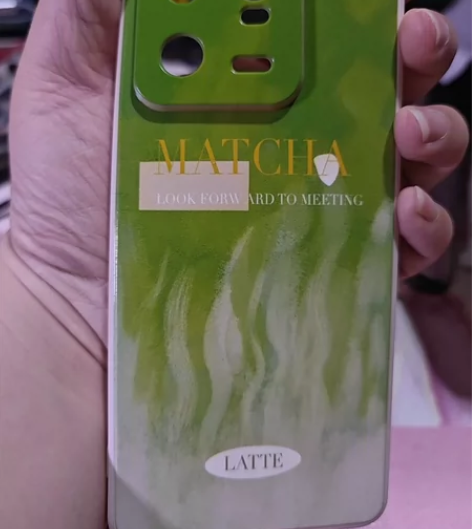 MATCHA
LOOK FORWARD TO MEETING
LATTE